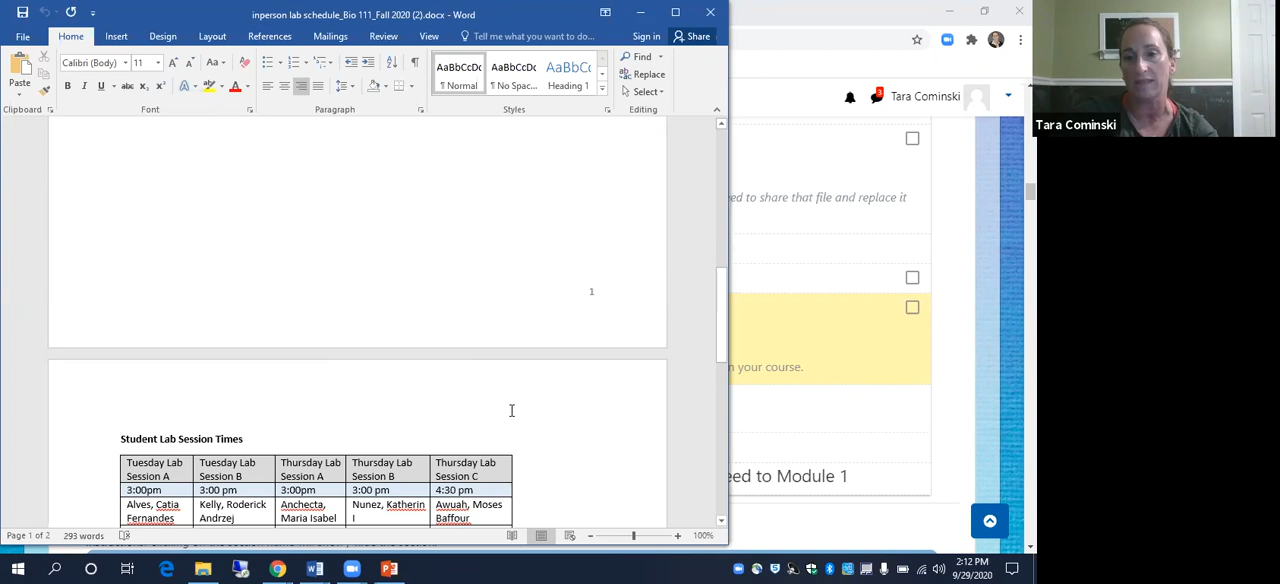 inperson lab schedule_Bio 111_Fall 2020 (2).docx - Word
File Home Insert Design Layout References Mailings Review View Tell me what you want to do... Sign in Share
Paste
Clipboard
Calibri (Body) 11
Font
Paragraph
AaBbCcDc AaBbCcDc AaBbCc
¶ Normal ¶ No Spac... Heading 1
Styles
Find
Replace
Select
Editing
Tara Cominski
3
Tara Cominski
ed to share that file and replace it
n your course.
eed to Module 1
1
Student Lab Session Times
Tuesday Lab Session A
Tuesday Lab Session B
Thursday Lab Session A
Thursday Lab Session B
Thursday Lab Session C
3:00pm 3:00 pm 3:00pm 3:00 pm 4:30 pm
Alves, Catia Fernandes
Kelly, Roderick Andrzej
Anchecta, Maria Isabel
Nunez, Katherin I
Awuah, Moses Baffour
Page 1 of 2 293 words 100%
2:12 PM
9/29/2020